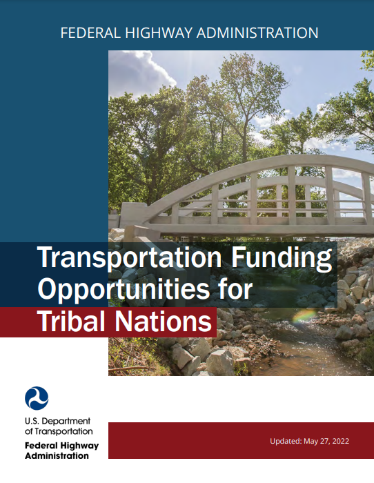 FEDERAL HIGHWAY ADMINISTRATION
Transportation Funding
Opportunities for
Tribal Nations
U.S. Department
of Transportation
Federal Highway
Administration
Updated: May 27, 2022